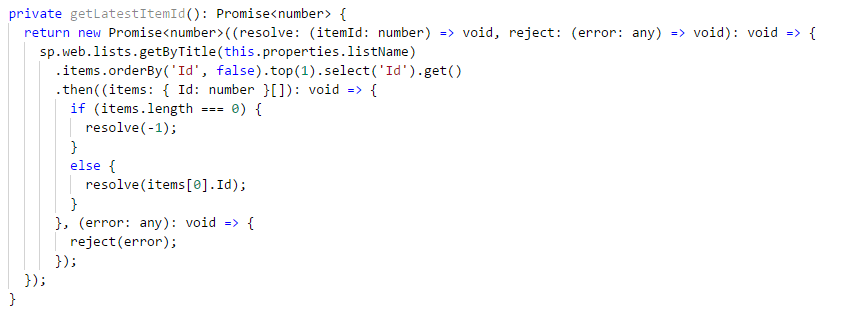 private getLatestItemId(): Promise<number> {
  return new Promise<number>((resolve: (itemId: number) => void, reject: (error: any) => void): void => {
    sp.web.lists.getByTitle(this.properties.listName)
      .items.orderBy('Id', false).top(1).select('Id').get()
      .then((items: { Id: number }[]): void => {
        if (items.length === 0) {
          resolve(-1);
        }
        else {
          resolve(items[0].Id);
        }
      }, (error: any): void => {
        reject(error);
      });
  });
}